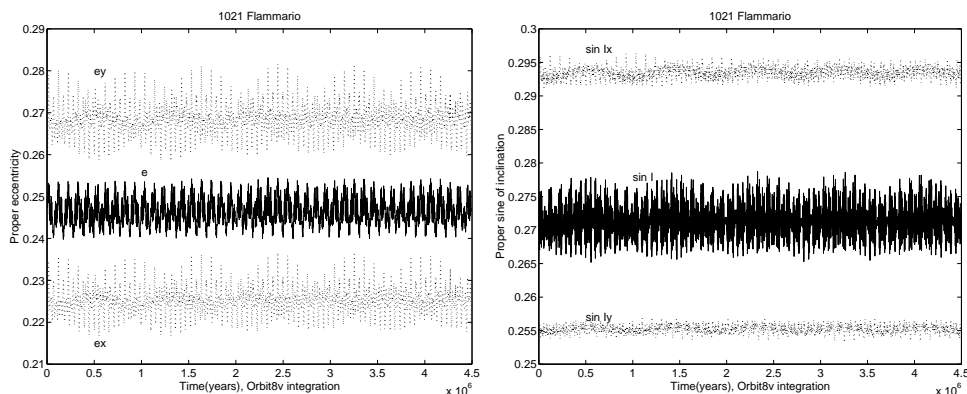 1021 Flammario
0.29
0.28
0.27
0.26
0.25
0.24
0.23
0.22
0.21
Proper eccentricity
ey
e
ex
0 0.5 1 1.5 2 2.5 3 3.5 4 4.5
x 10^6
Time(years), Orbit8v integration
1021 Flammario
0.3
0.295
0.29
0.285
0.28
0.275
0.27
0.265
0.26
0.255
0.25
Proper sine of inclination
sin Ix
sin I
sin Iy
0 0.5 1 1.5 2 2.5 3 3.5 4 4.5
x 10^6
Time(years), Orbit8v integration